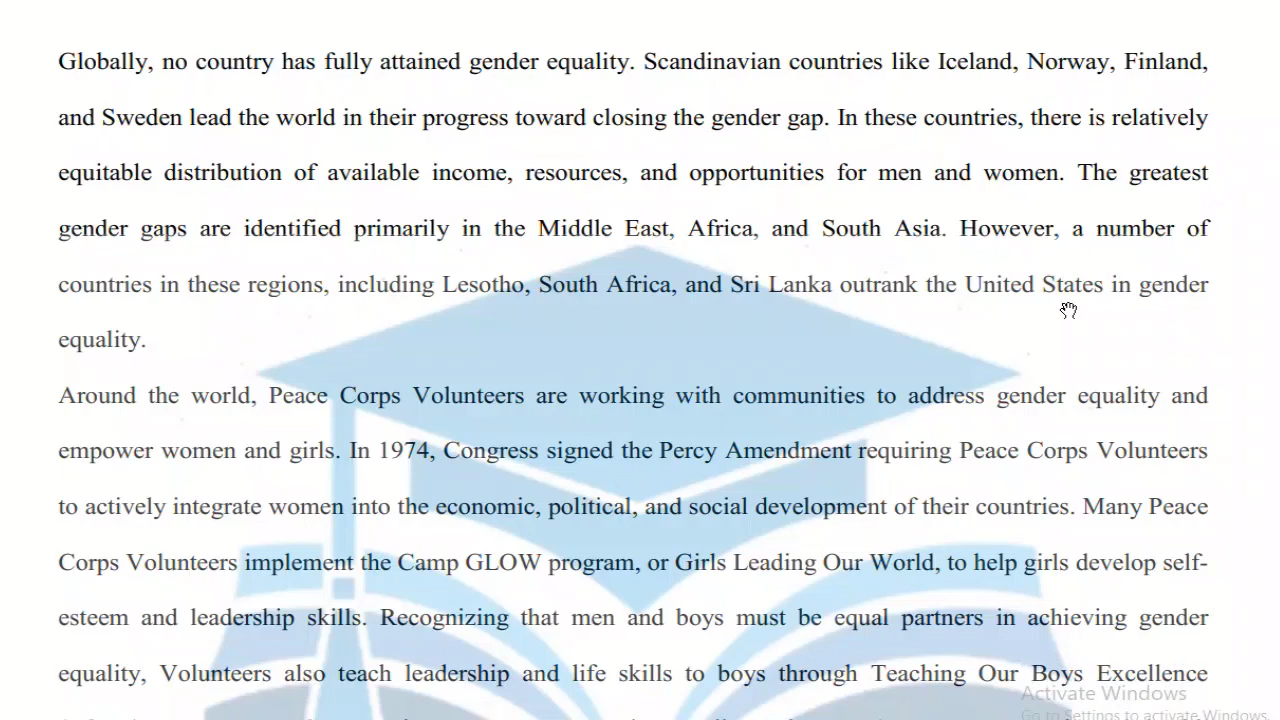 Globally, no country has fully attained gender equality. Scandinavian countries like Iceland, Norway, Finland,
and Sweden lead the world in their progress toward closing the gender gap. In these countries, there is relatively
equitable distribution of available income, resources, and opportunities for men and women. The greatest
gender gaps are identified primarily in the Middle East, Africa, and South Asia. However, a number of
countries in these regions, including Lesotho, South Africa, and Sri Lanka outrank the United States in gender
equality.
Around the world, Peace Corps Volunteers are working with communities to address gender equality and
empower women and girls. In 1974, Congress signed the Percy Amendment requiring Peace Corps Volunteers
to actively integrate women into the economic, political, and social development of their countries. Many Peace
Corps Volunteers implement the Camp GLOW program, or Girls Leading Our World, to help girls develop self-
esteem and leadership skills. Recognizing that men and boys must be equal partners in achieving gender
equality, Volunteers also teach leadership and life skills to boys through Teaching Our Boys Excellence
Activate Windows
Go to Settings to activate Windows.